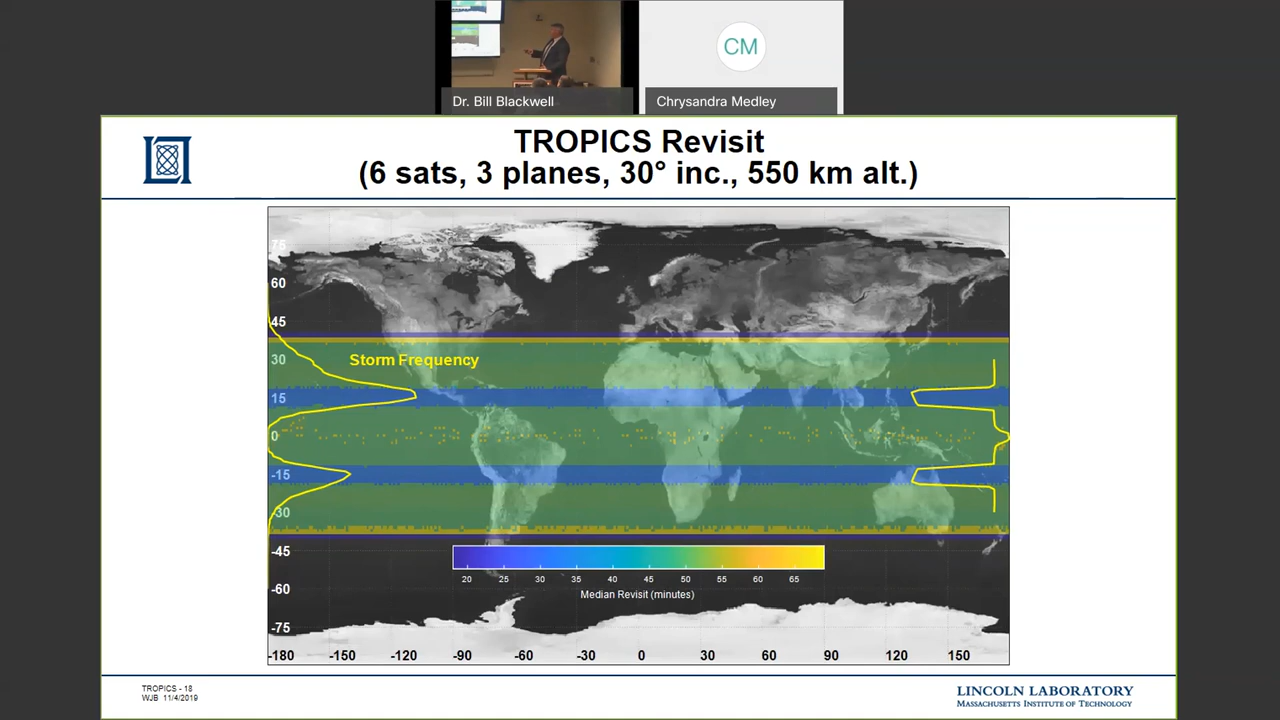 CM
Dr. Bill Blackwell
Chrysandra Medley
TROPICS Revisit
(6 sats, 3 planes, 30° inc., 550 km alt.)
75
60
45
30
15
0
-15
-30
-45
-60
-75
Storm Frequency
20 25 30 35 40 45 50 55 60 65
Median Revisit (minutes)
-180 -150 -120 -90 -60 -30 0 30 60 90 120 150
TROPICS - 18
WJB 11/4/2019
LINCOLN LABORATORY
MASSACHUSETTS INSTITUTE OF TECHNOLOGY